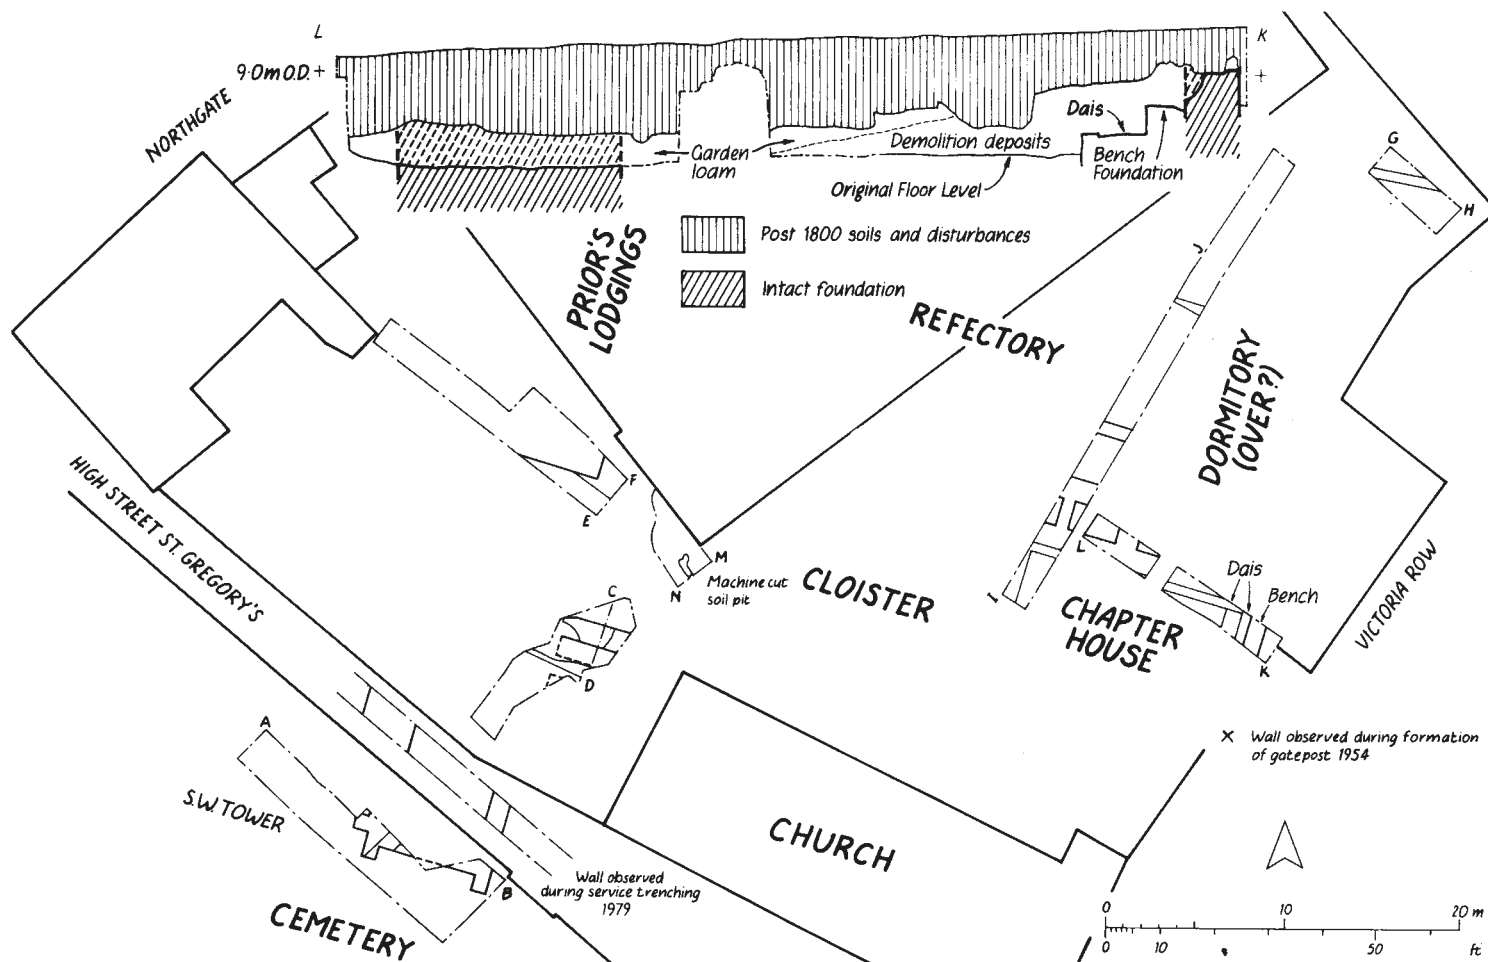 L
K
9.0m O.D. +
+
NORTHGATE
Dais
Garden
loam
Demolition deposits
Bench
Foundation
Original Floor Level
G
H
Post 1800 soils and disturbances
Intact foundation
PRIOR'S
LODGINGS
REFECTORY
J
DORMITORY
(OVER?)
HIGH STREET ST. GREGORY'S
F
E
M
N
Machine cut
soil pit
C
D
CLOISTER
I
L
Dais
Bench
K
CHAPTER
HOUSE
VICTORIA ROW
A
S.W. TOWER
B
X Wall observed during formation
of gatepost 1954
CHURCH
Wall observed
during service trenching
1979
CEMETERY
0 10 20 m
0 10 50 ft